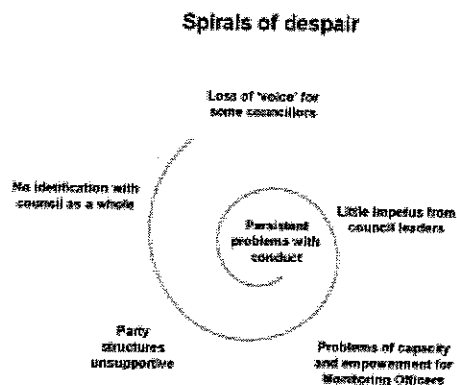 Spirals of despair
Loss of 'voice' for
some councillors
No identification with
council as a whole
Persistent
problems with
conduct
Little impetus from
council leaders
Party
structures
unsupportive
Problems of capacity
and empowerment for
Monitoring Officers